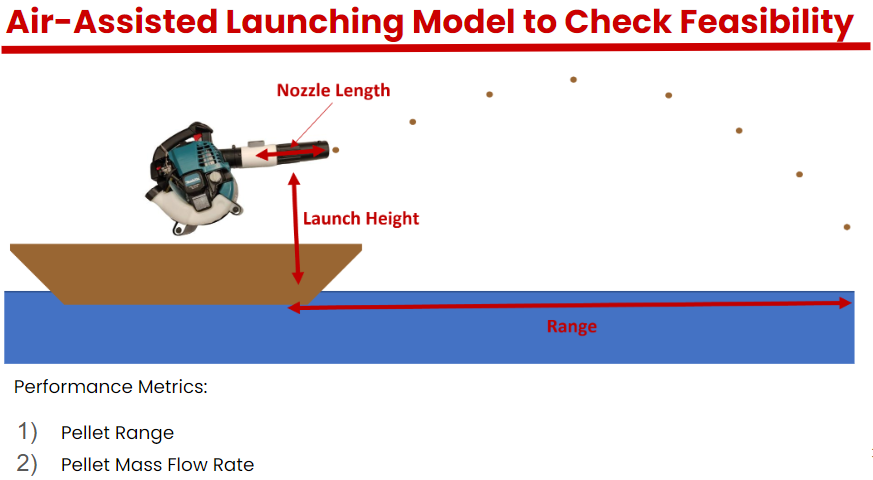 Air-Assisted Launching Model to Check Feasibility
Nozzle Length
Launch Height
Range
Performance Metrics:
1) Pellet Range
2) Pellet Mass Flow Rate